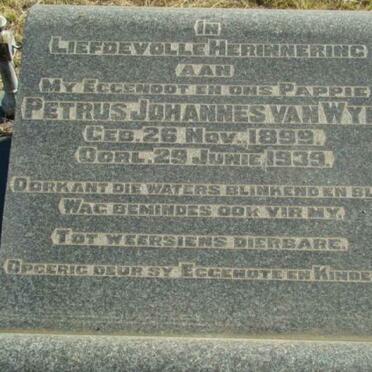 IN
LIEFDEVOLLE HERINNERING
AAN
MY EGGENOOT EN ONS PAPPIE
PETRUS JOHANNES VAN WYK
GEB. 26 NOV. 1899.
OORL. 29 JUNIE 1939.
OORKANT DIE WATERS BLINKEND EN
WAG BEMINDES OOK VIR MY.
TOT WEERSIENS DIERBARE.
OPGERIG DEUR SY EGGENOTE EN KINDE